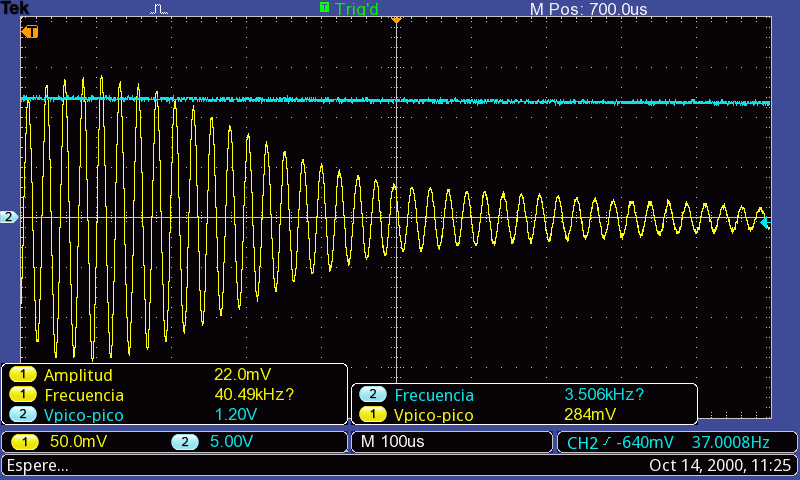 Tek T Trig'd M Pos: 700.0us
T
2
1 Amplitud 22.0mV
1 Frecuencia 40.49kHz?
2 Vpico-pico 1.20V
2 Frecuencia 3.506kHz?
1 Vpico-pico 284mV
1 50.0mV 2 5.00V M 100us CH2 -640mV 37.0008Hz
Espere... Oct 14, 2000, 11:25